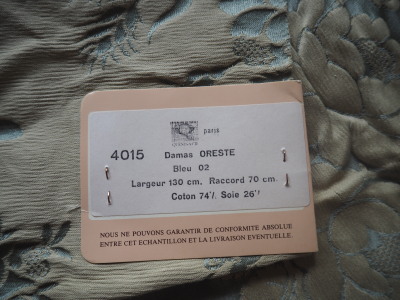 paris
4015 Damas ORESTE
Bleu 02
Largeur 130 cm. Raccord 70 cm.
Coton 74%. Soie 26%
NOUS NE POUVONS GARANTIR DE CONFORMITE ABSOLUE
ENTRE CET ECHANTILLON ET LA LIVRAISON EVENTUELLE